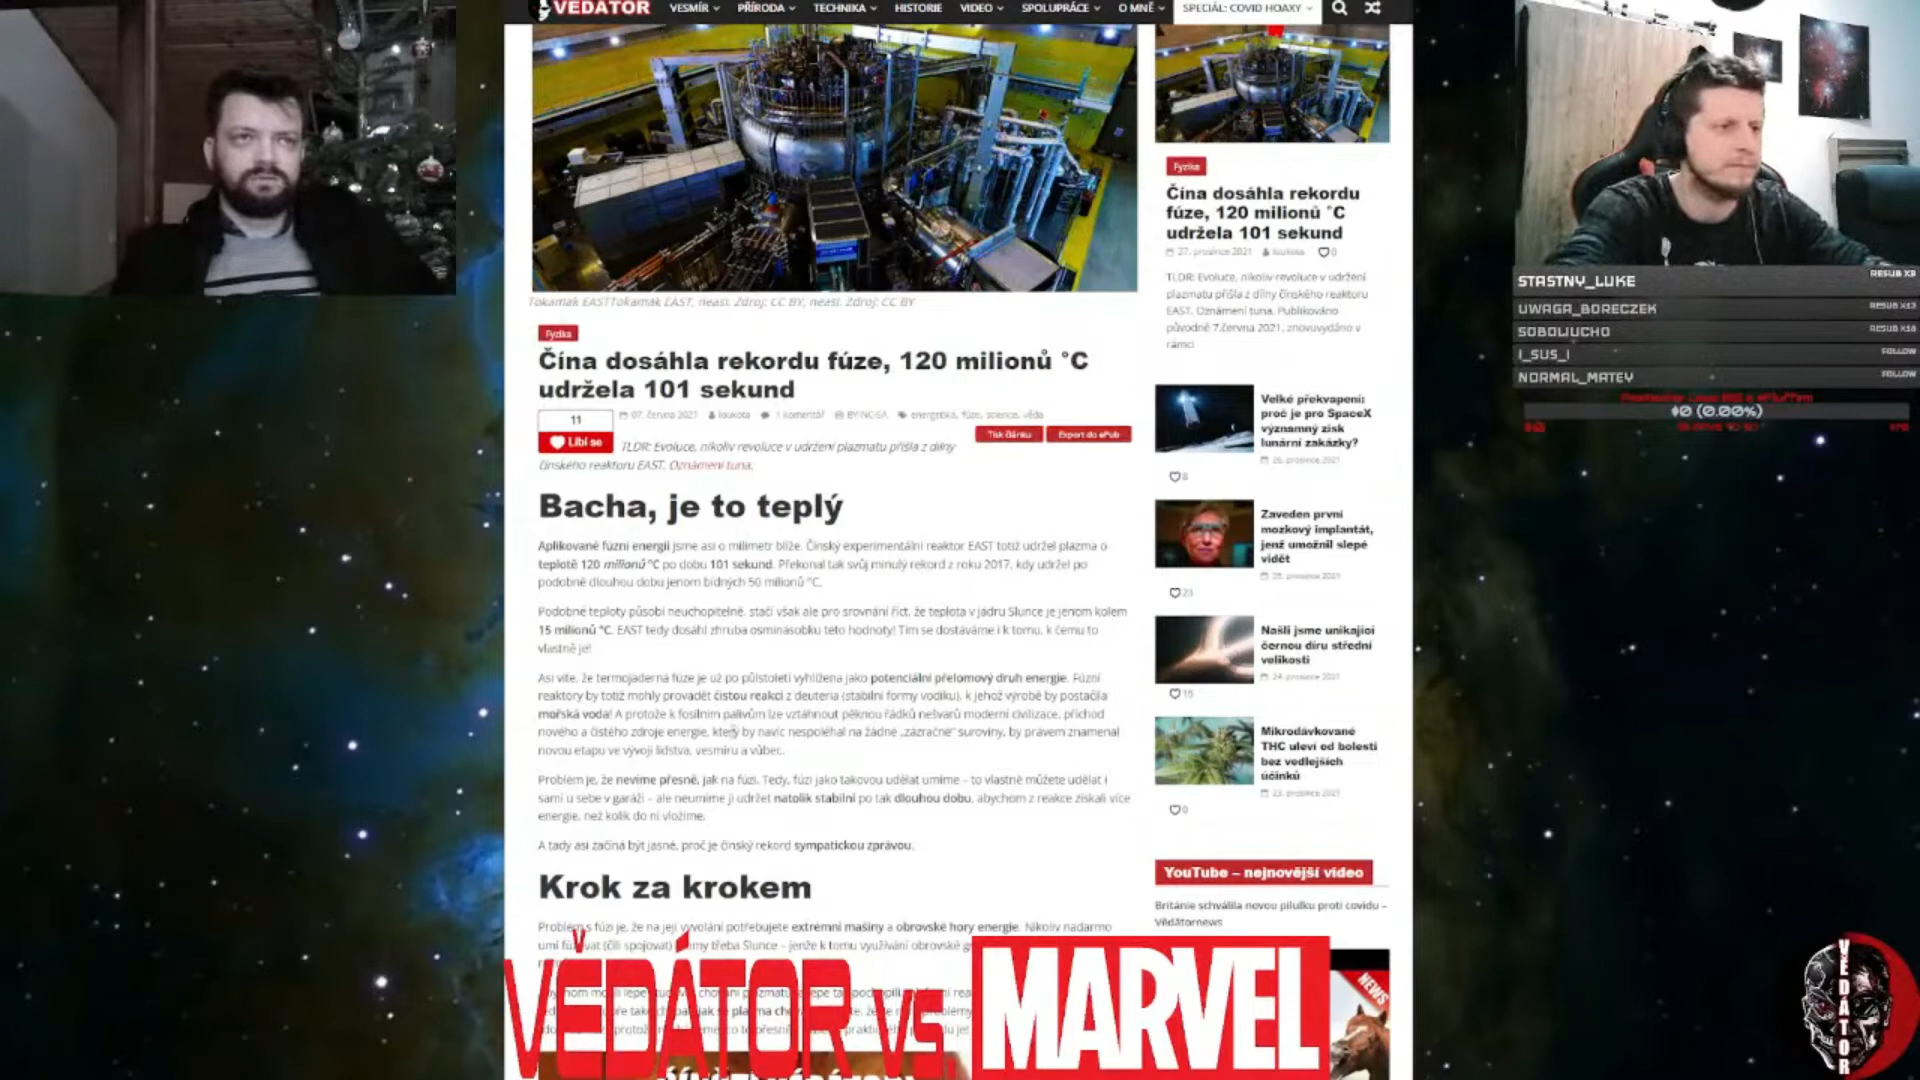 VĚDÁTOR
VESMÍR
PŘÍRODA
TECHNIKA
HISTORIE
VIDEO
SPOLUPRÁCE
O MNĚ
SPECIÁL: COVID HOAXY
Tokamak EASTTokamak EAST, neasi. Zdroj: CC BY, neasi. Zdroj: CC BY
Fyzika
Čína dosáhla rekordu fúze, 120 milionů °C
udržela 101 sekund
11
Líbí se
07. června 2021 loukota 1 komentář BY-NC-SA energetika, fúze, science, věda
Tisk článku
Export do ePub
TLDR: Evoluce, nikoliv revoluce v udržení plazmatu přišla z dílny
čínského reaktoru EAST. Oznámení tuna.
Bacha, je to teplý
Aplikované fúzní energii jsme asi o milimetr blíže. Čínský experimentální reaktor EAST totiž udržel plazma o
teplotě 120 milionů °C po dobu 101 sekund. Překonal tak svůj minulý rekord z roku 2017, kdy udržel po
podobně dlouhou dobu jenom bídných 50 milionů °C.
Podobné teploty působí neuchopitelně, stačí však ale pro srovnání říct, že teplota v jádru Slunce je jenom kolem
15 milionů °C. EAST tedy dosáhl zhruba osminásobku této hodnoty! Tím se dostáváme i k tomu, k čemu to
vlastně je!
Asi víte, že termojaderná fúze je už po půlstoletí vyhlížena jako potenciální přelomový druh energie. Fúzní
reaktory by totiž mohly provádět čistou reakci z deuteria (stabilní formy vodíku), k jehož výrobě by postačila
mořská voda! A protože k fosilním palivům lze vztáhnout pěknou řádku nešvarů moderní civilizace, příchod
nového a čistého zdroje energie, který by navíc nespoléhal na žádné „zázračné" suroviny, by právem znamenal
novou etapu ve vývoji lidstva, vesmíru a vůbec.
Problém je, že nevíme přesně, jak na fúzi. Tedy, fúzi jako takovou udělat umíme – to vlastně můžete udělat i
sami u sebe v garáži – ale neumíme ji udržet natolik stabilní po tak dlouhou dobu, abychom z reakce získali více
energie, než kolik do ní vložíme.
A tady asi začíná být jasné, proč je čínský rekord sympatickou zprávou.
Krok za krokem
Problém s fúzí je, že na její vyvolání potřebujete extrémní mašiny a obrovské hory energie. Nikoliv nadarmo
(čili spojovat) třeba Slunce – jenže k tomu využívání obrovské
VĚDÁTOR vs. MARVEL
Fyzika
Čína dosáhla rekordu
fúze, 120 milionů °C
udržela 101 sekund
27. prosince 2021 loukota 0
TLDR: Evoluce, nikoliv revoluce v udržení
plazmatu přišla z dílny čínského reaktoru
EAST. Oznámení tuna. Publikováno
původně 7.června 2021, znovuvydáno v
rámci
Velké překvapení:
proč je pro SpaceX
významný zisk
lunární zakázky?
26. prosince 2021
8
Zaveden první
mozkový implantát,
jenž umožnil slepé
vidět
25. prosince 2021
23
Našli jsme unikající
černou díru střední
velikosti
24. prosince 2021
15
Mikrodávkované
THC uleví od bolesti
bez vedlejších
účinků
23. prosince 2021
0
YouTube – nejnovější video
Británie schválila novou pilulku proti covidu –
Vědátornews
NEWS
STASTNY_LUKE RESUB X3
UWAGA_BORECZEK
SOBOLIUCHO
I_SUS_I FOLLOW
NORMAL_MATEY FOLLOW
$0 (0.00%)
VĚDÁTOR